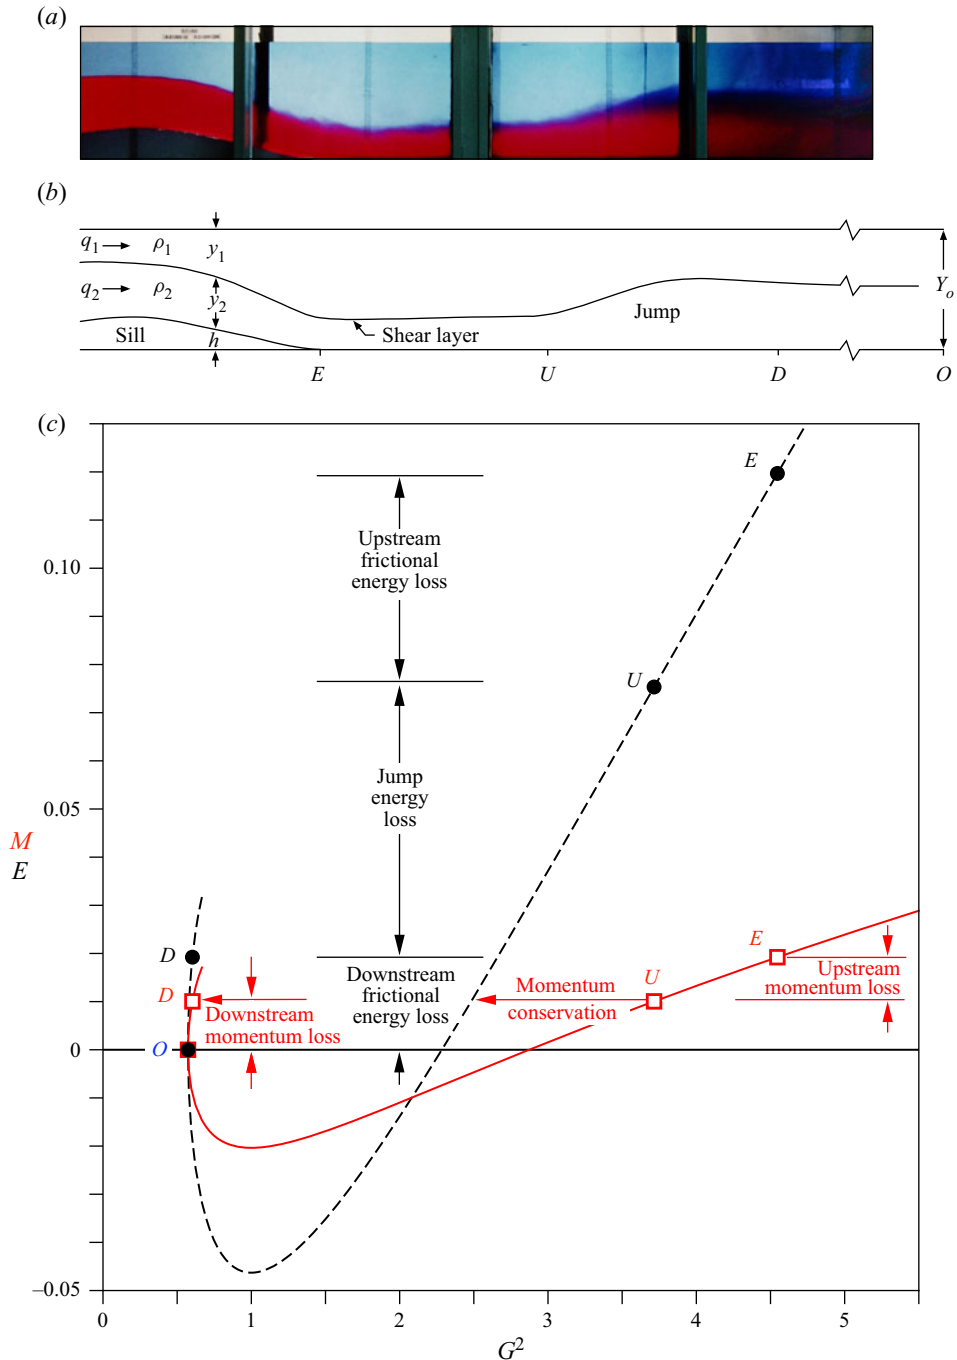 (a)
(b)
q1 ρ1 y1
q2 ρ2 y2
Yo
Sill h
Shear layer
Jump
E U D O
(c)
E
Upstream
frictional
energy loss
0.10
U
Jump
energy
loss
0.05
M
E
D
E
Downstream
frictional
energy loss
U
Upstream
momentum loss
D
Momentum
conservation
Downstream
momentum loss
O
0
–0.05
0 1 2 3 4 5
G2